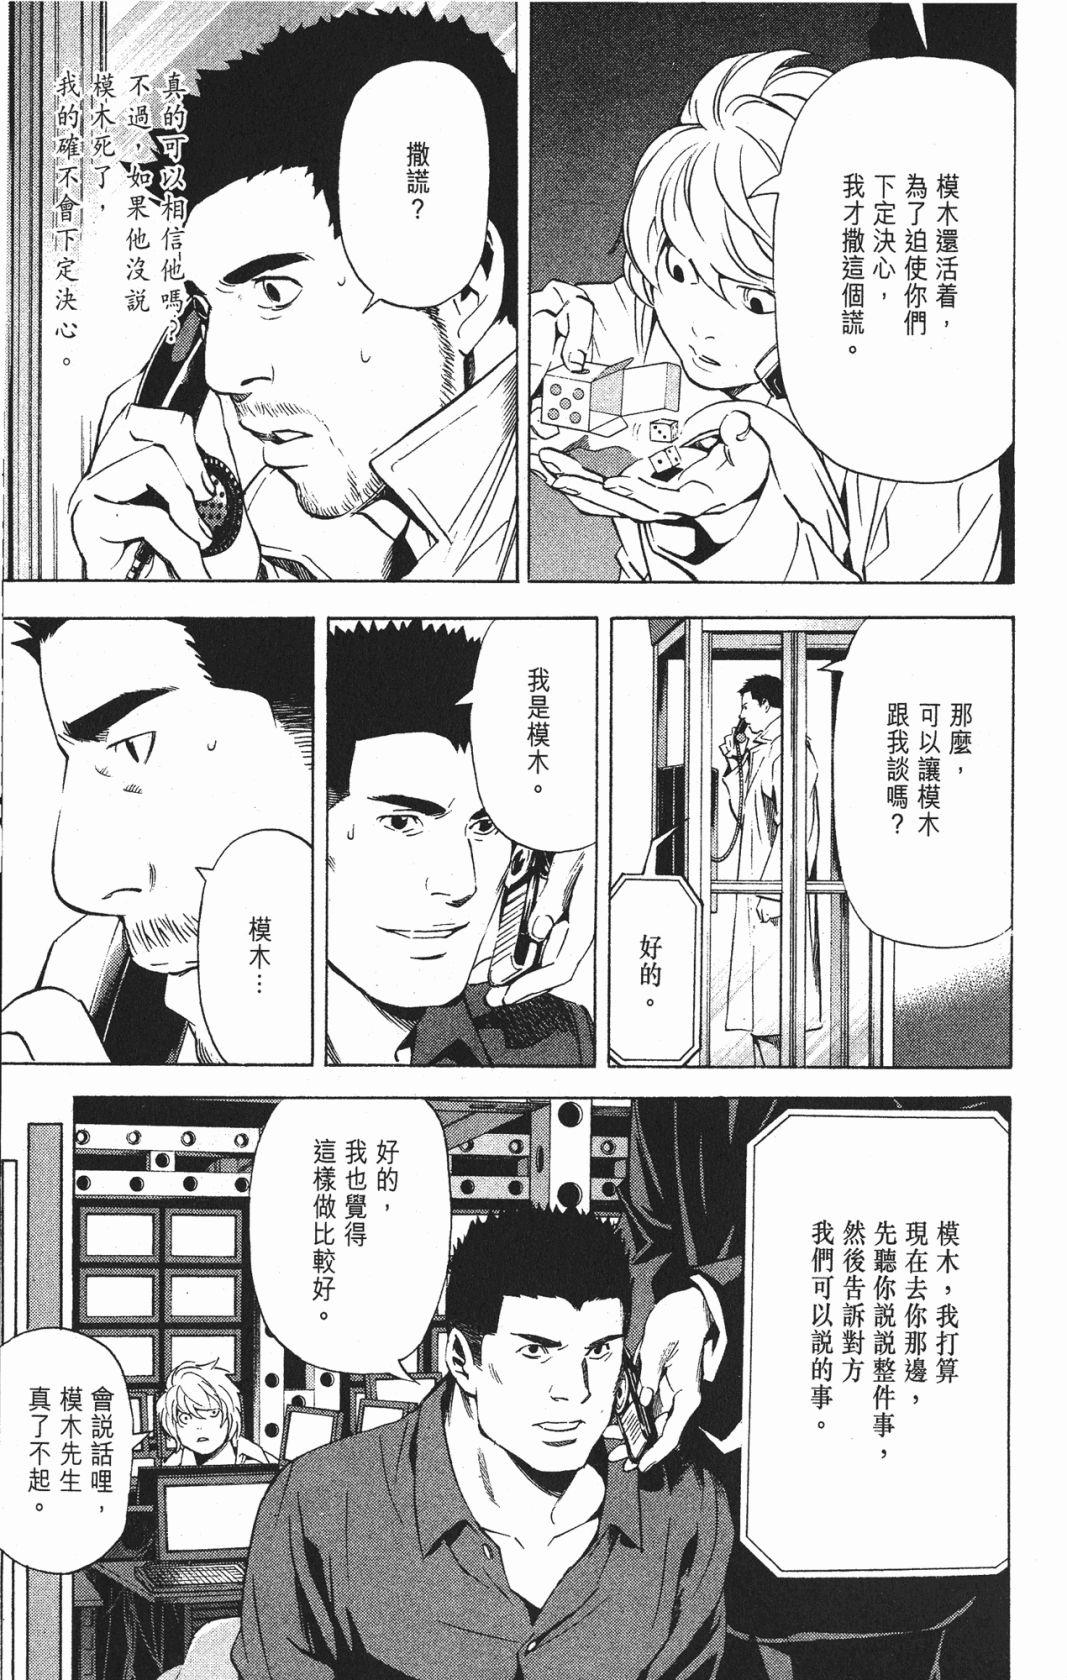 模木還活着，
為了迫使你們
下定決心，
我才撒這個謊。
撒謊？
真的可以相信他嗎？
不過，如果他沒說
模木死了，
我的確不會下定決心。
那麼，
可以讓模木
跟我談嗎？
好的。
我是模木。
模木…
模木，我打算
現在去你那邊，
先聽你說說整件事，
然後告訴對方
我們可以說的事。
好的，
我也覺得
這樣做比較好。
會說話哩，
模木先生
真了不起。